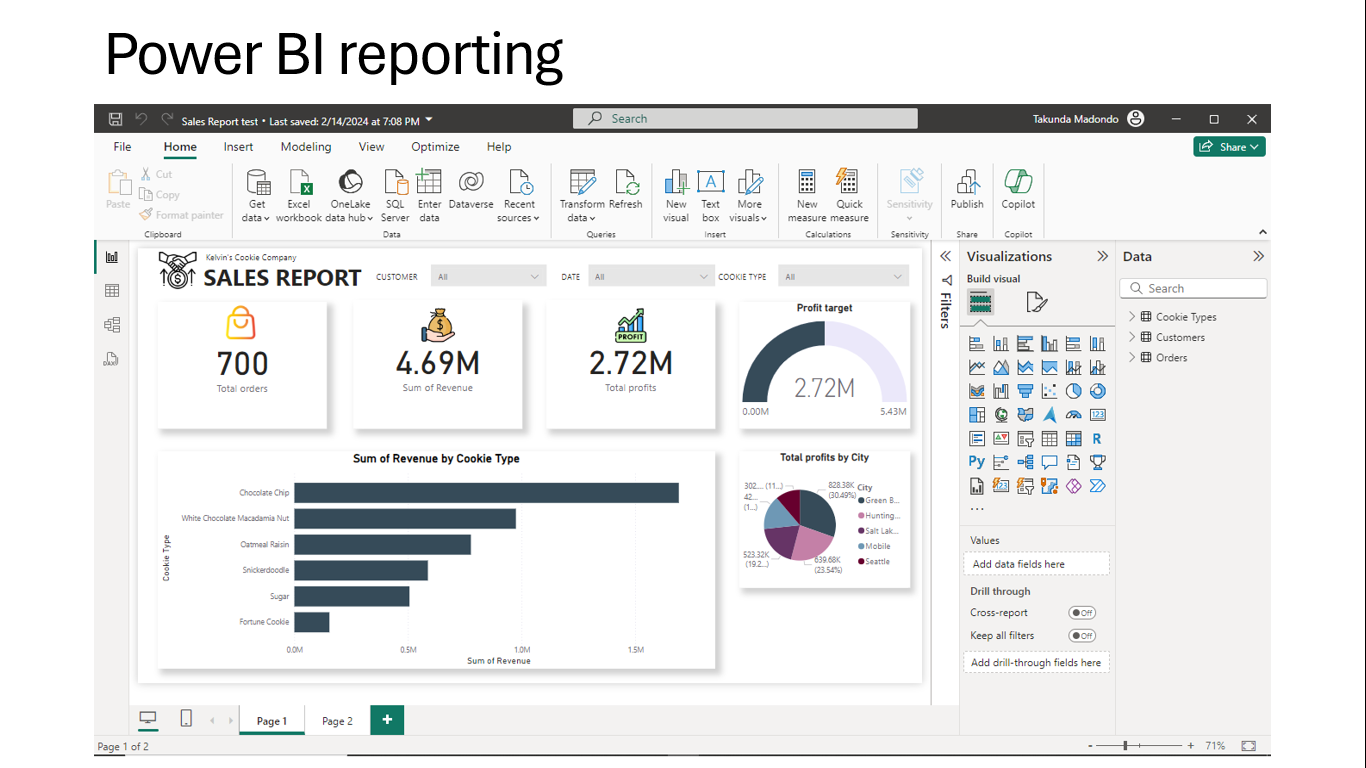 Power BI reporting
Sales Report test • Last saved: 2/14/2024 at 7:08 PM
Search
Takunda Madondo
File Home Insert Modeling View Optimize Help
Share
Paste
Cut
Copy
Format painter
Clipboard
Get data
Excel workbook
OneLake data hub
SQL Server
Enter data
Dataverse
Recent sources
Data
Transform data
Refresh
Queries
New visual
Text box
More visuals
Insert
New measure
Quick measure
Calculations
Sensitivity
Sensitivity
Publish
Share
Copilot
Copilot
Kelvin's Cookie Company
SALES REPORT
CUSTOMER All
DATE All
COOKIE TYPE All
700
Total orders
4.69M
Sum of Revenue
PROFIT
2.72M
Total profits
Profit target
2.72M
0.00M 5.43M
Sum of Revenue by Cookie Type
Cookie Type
Chocolate Chip
White Chocolate Macadamia Nut
Oatmeal Raisin
Snickerdoodle
Sugar
Fortune Cookie
0.0M 0.5M 1.0M 1.5M
Sum of Revenue
Total profits by City
302.... (11...)
42...
(1...)
523.32K
(19.2...)
828.38K
(30.49%)
639.68K
(23.54%)
City
Green B...
Hunting...
Salt Lak...
Mobile
Seattle
Filters
Visualizations
Build visual
123
R
Py
123
...
Values
Add data fields here
Drill through
Cross-report Off
Keep all filters Off
Add drill-through fields here
Data
Search
Cookie Types
Customers
Orders
Page 1 Page 2 +
Page 1 of 2
- + 71%